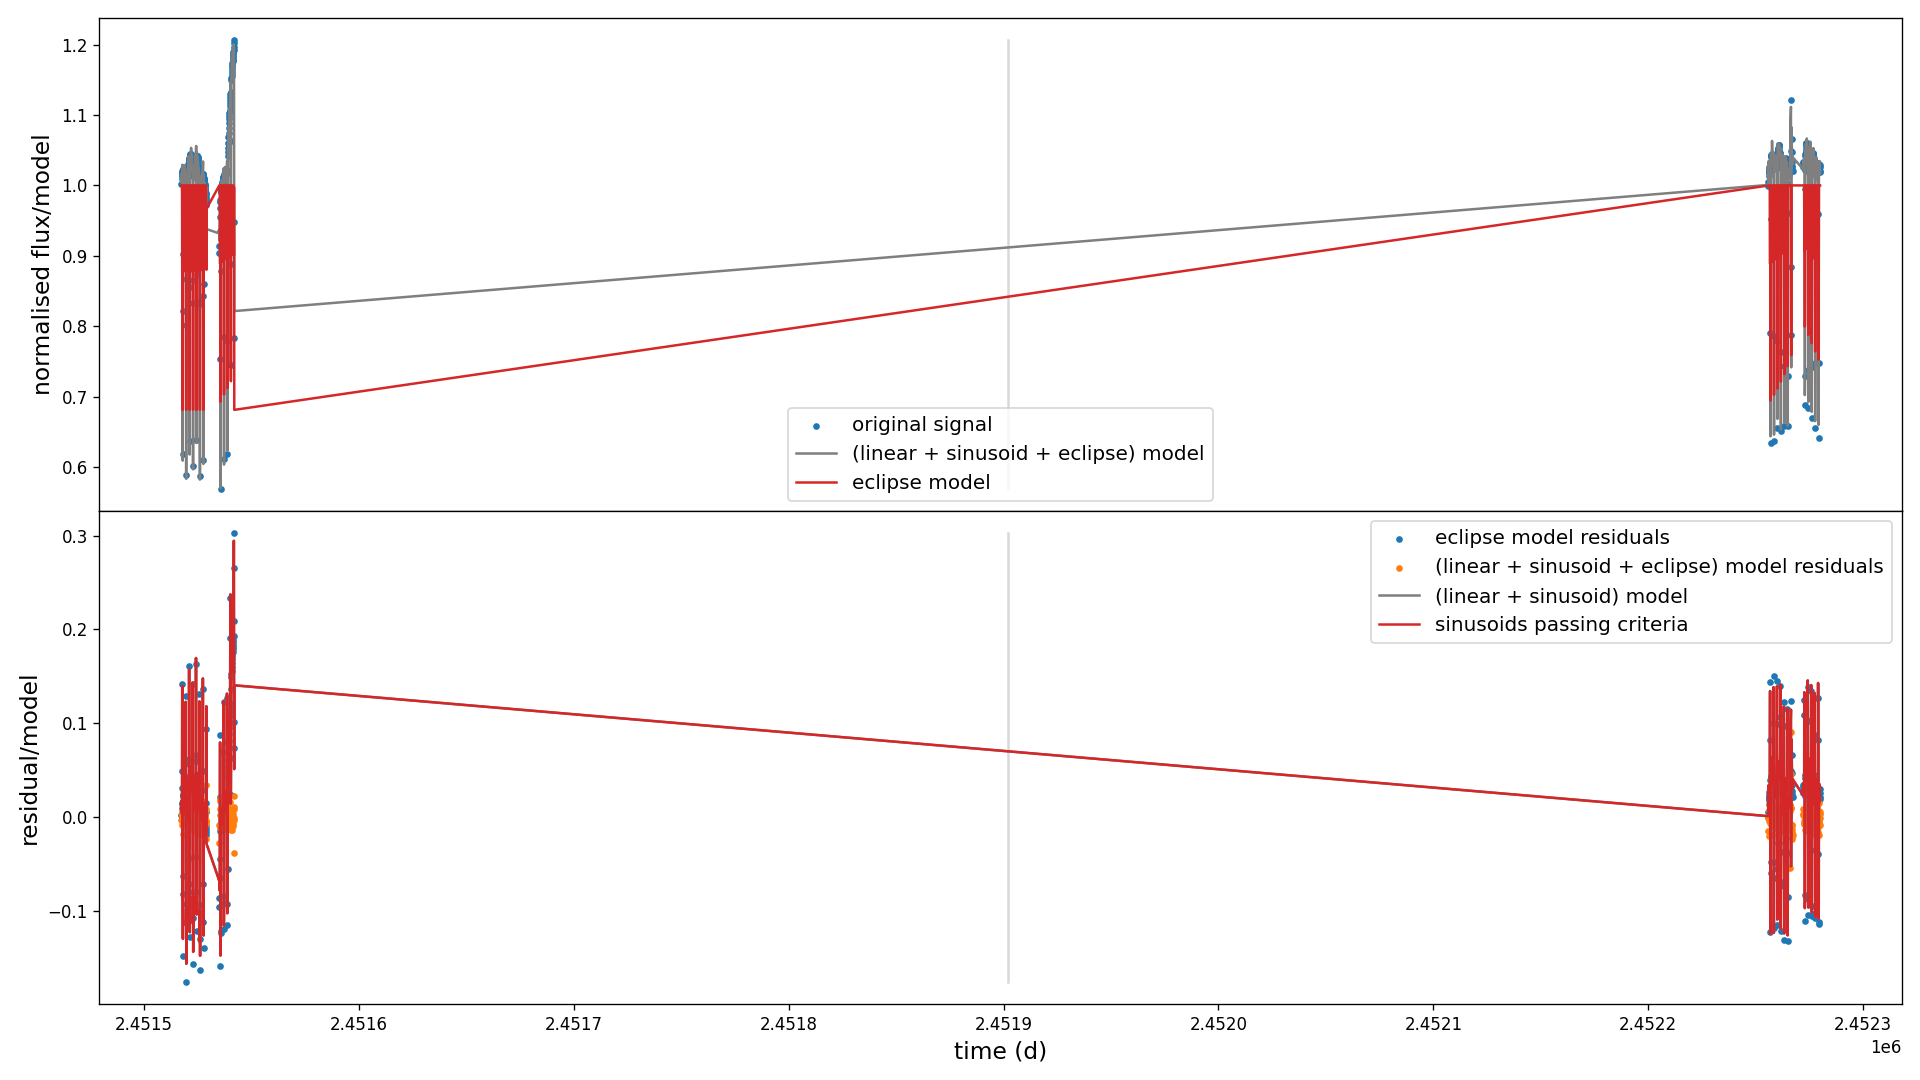 normalised flux/model
1.2
1.1
1.0
0.9
0.8
0.7
0.6
original signal
(linear + sinusoid + eclipse) model
eclipse model
residual/model
0.3
0.2
0.1
0.0
−0.1
eclipse model residuals
(linear + sinusoid + eclipse) model residuals
(linear + sinusoid) model
sinusoids passing criteria
2.4515 2.4516 2.4517 2.4518 2.4519 2.4520 2.4521 2.4522 2.4523
1e6
time (d)